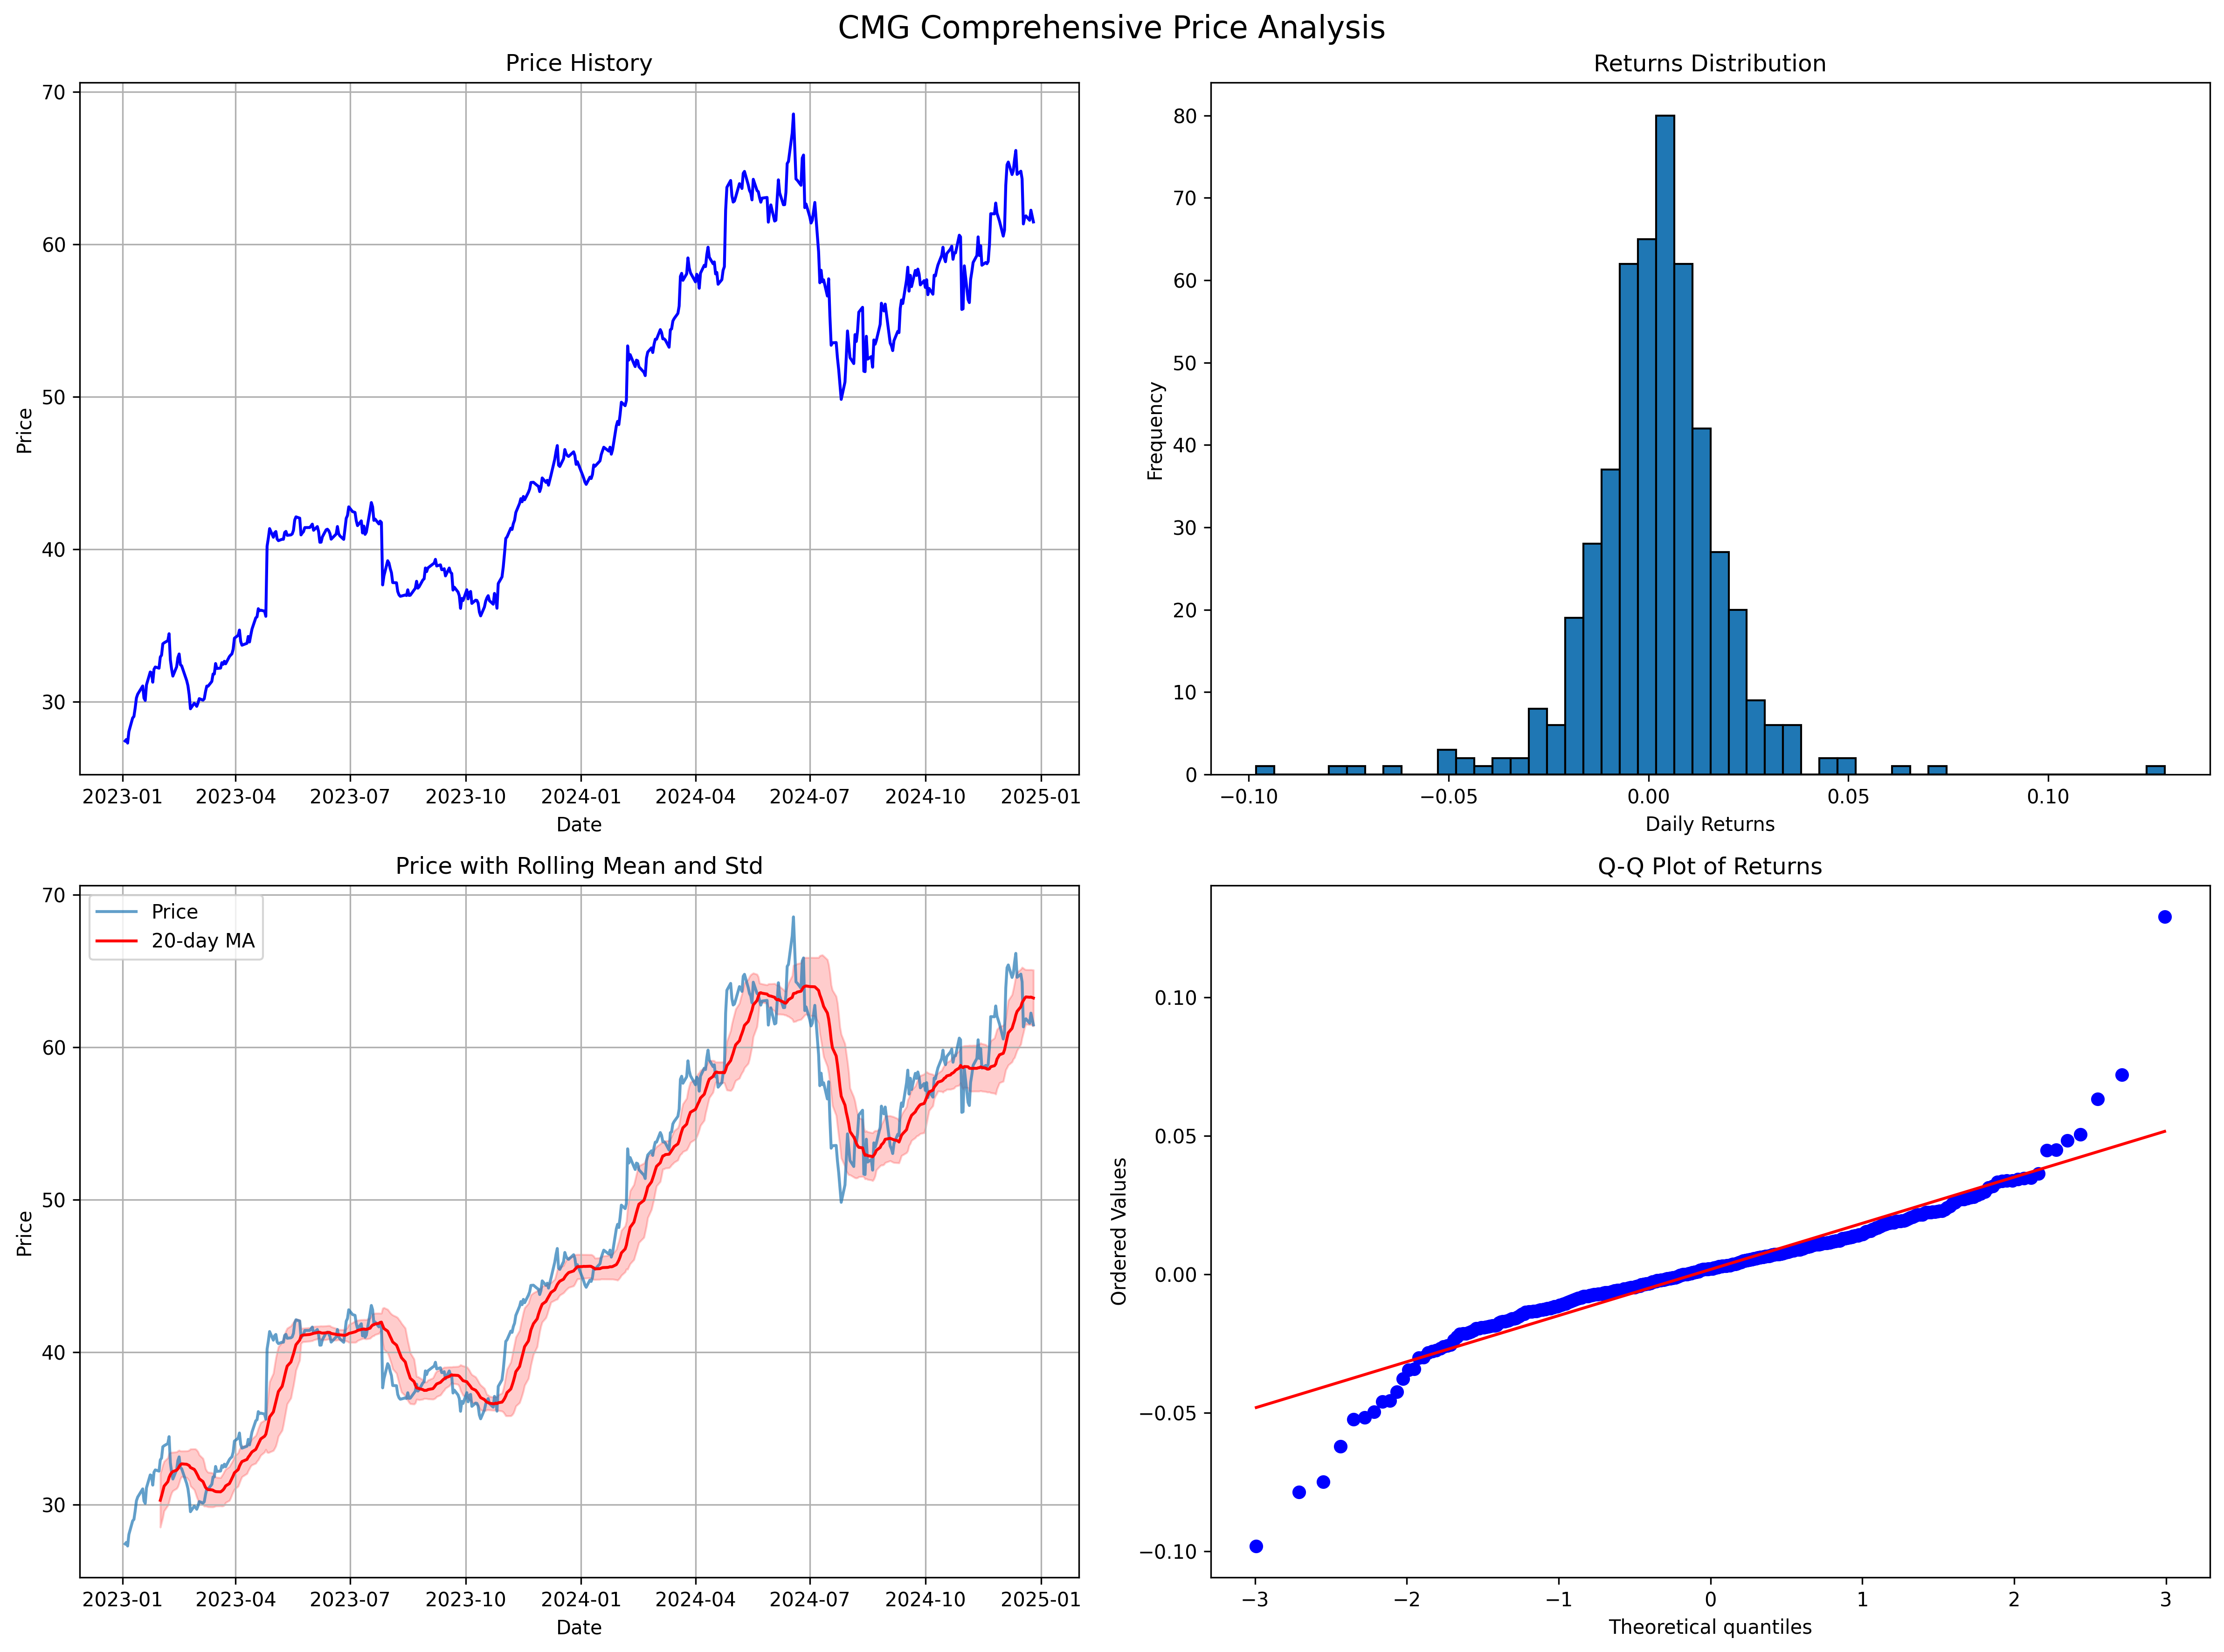 CMG Comprehensive Price Analysis
Price History
70
60
50
40
30
Price
2023-01 2023-04 2023-07 2023-10 2024-01 2024-04 2024-07 2024-10 2025-01
Date
Returns Distribution
80
70
60
50
40
30
20
10
0
Frequency
−0.10 −0.05 0.00 0.05 0.10
Daily Returns
Price with Rolling Mean and Std
Price
20-day MA
70
60
50
40
30
Price
2023-01 2023-04 2023-07 2023-10 2024-01 2024-04 2024-07 2024-10 2025-01
Date
Q-Q Plot of Returns
0.10
0.05
0.00
−0.05
−0.10
Ordered Values
−3 −2 −1 0 1 2 3
Theoretical quantiles